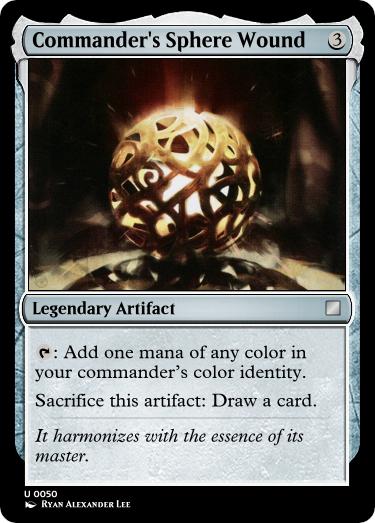 Commander's Sphere Wound 3
Legendary Artifact
: Add one mana of any color in
your commander's color identity.
Sacrifice this artifact: Draw a card.
It harmonizes with the essence of its
master.
U 0050
Ryan Alexander Lee